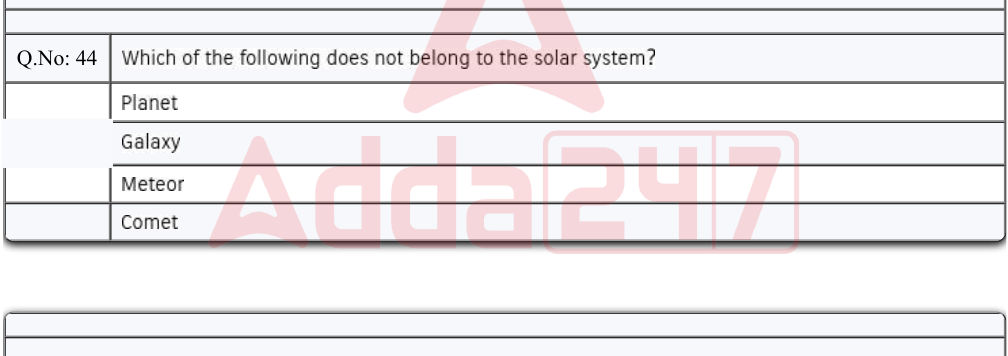 Q.No: 44 Which of the following does not belong to the solar system?
Planet
Galaxy
Meteor
Comet
Adda247